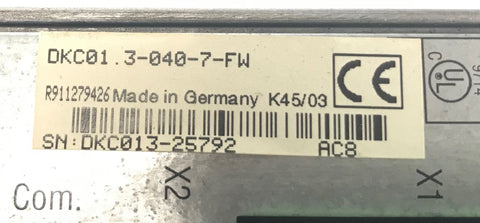 DKC01.3-040-7-FW
R911279426 Made in Germany K45/03
CE
SN:DKC013-25792 AC8
Com. X2 X1
UL
C